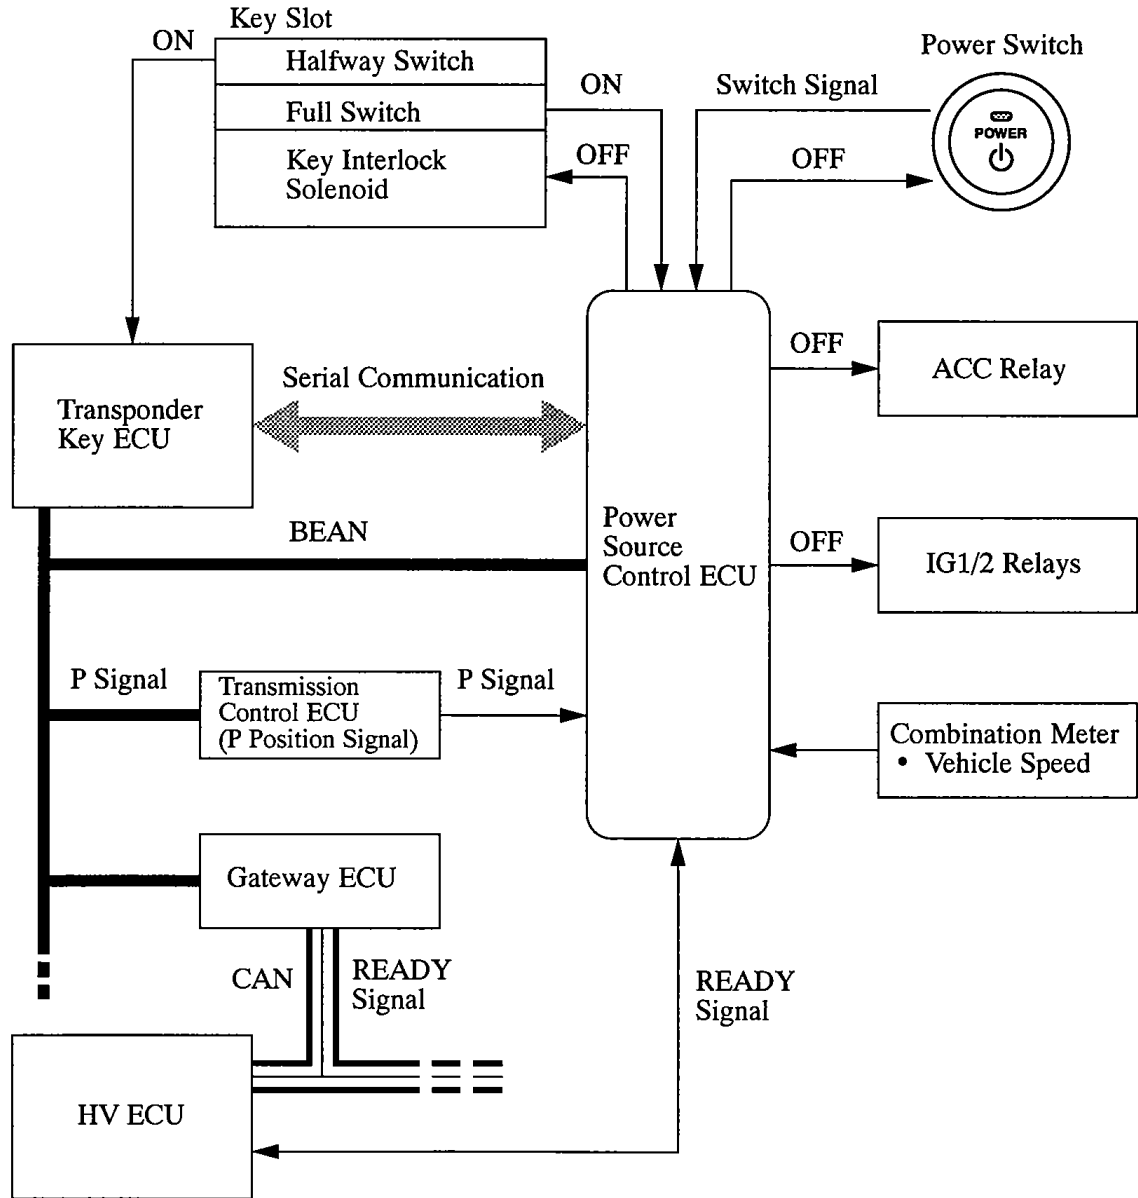 Key Slot
ON
Halfway Switch
Full Switch
Key Interlock
Solenoid
ON
OFF
Switch Signal
OFF
Power Switch
POWER
Transponder
Key ECU
Serial Communication
BEAN
Power
Source
Control ECU
OFF
ACC Relay
OFF
IG1/2 Relays
P Signal
Transmission
Control ECU
(P Position Signal)
P Signal
Combination Meter
• Vehicle Speed
Gateway ECU
CAN
READY
Signal
READY
Signal
HV ECU